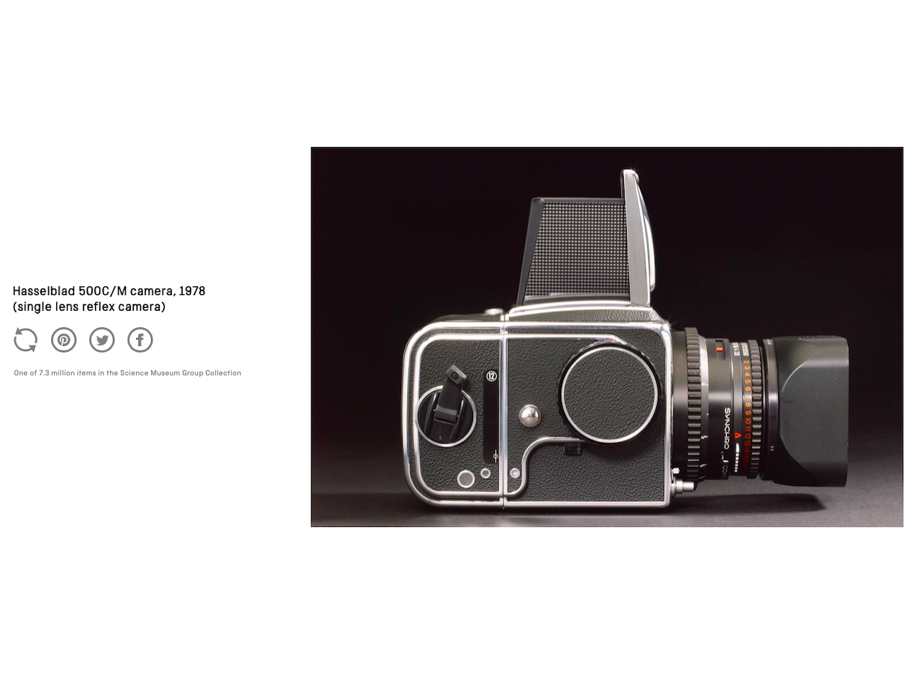 Hasselblad 500C/M camera, 1978
(single lens reflex camera)
One of 7.3 million items in the Science Museum Group Collection
12
SYNCHRO